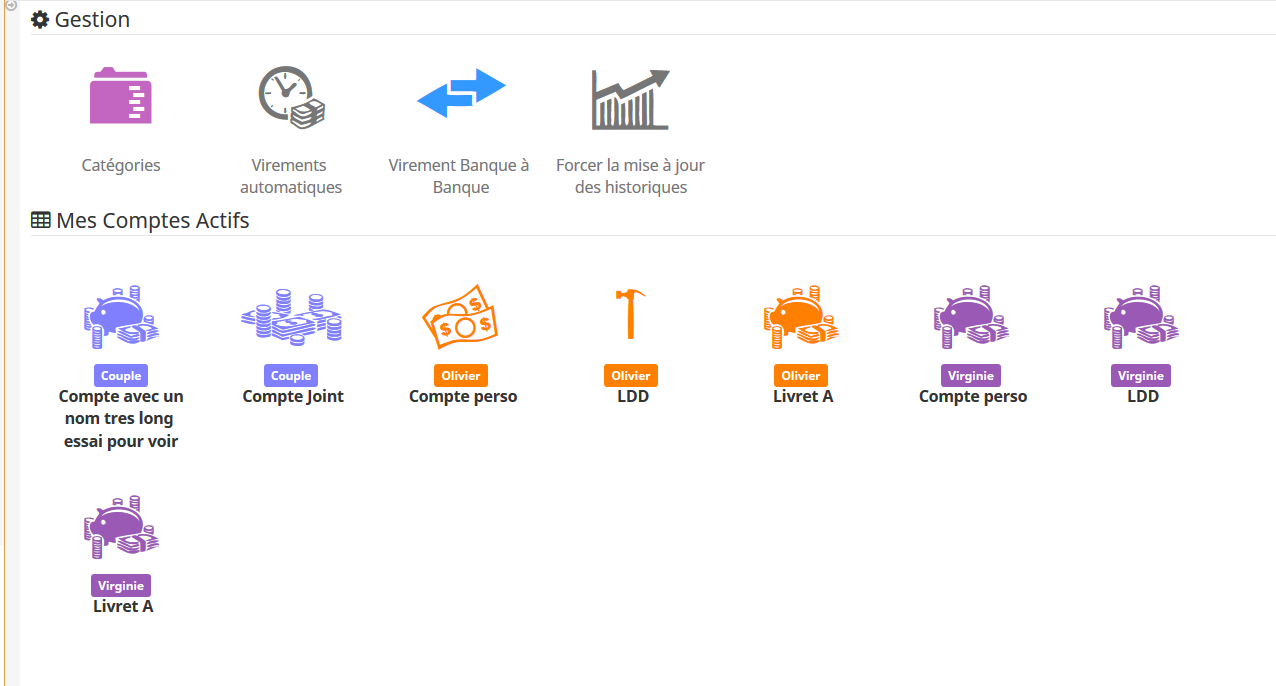 Gestion
Catégories
Virements
automatiques
Virement Banque à
Banque
Forcer la mise à jour
des historiques
Mes Comptes Actifs
Couple
Compte avec un
nom tres long
essai pour voir
Couple
Compte Joint
Olivier
Compte perso
Olivier
LDD
Olivier
Livret A
Virginie
Compte perso
Virginie
LDD
Virginie
Livret A